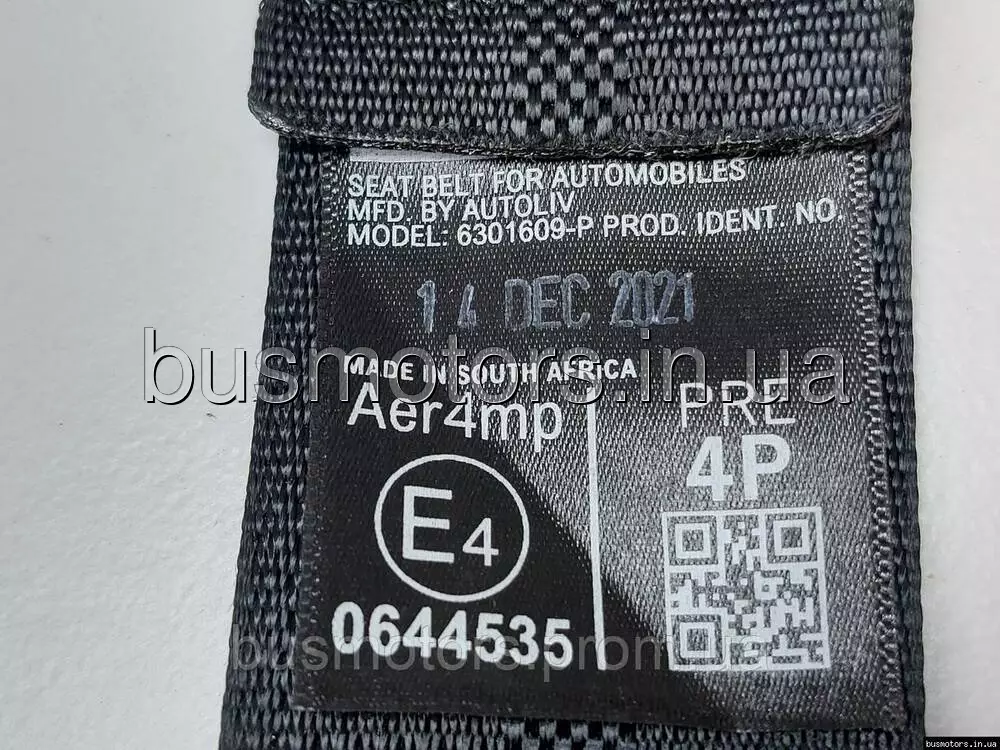 SEAT BELT FOR AUTOMOBILES
MFD. BY AUTOLIV
MODEL: 6301609-P PROD. IDENT. NO.
14 DEC 2021
busmotors.in.ua
MADE IN SOUTH AFRICA
Aer4mp
PRE
4P
E4
0644535
busmotors.prom.ua
busmotors.in.ua